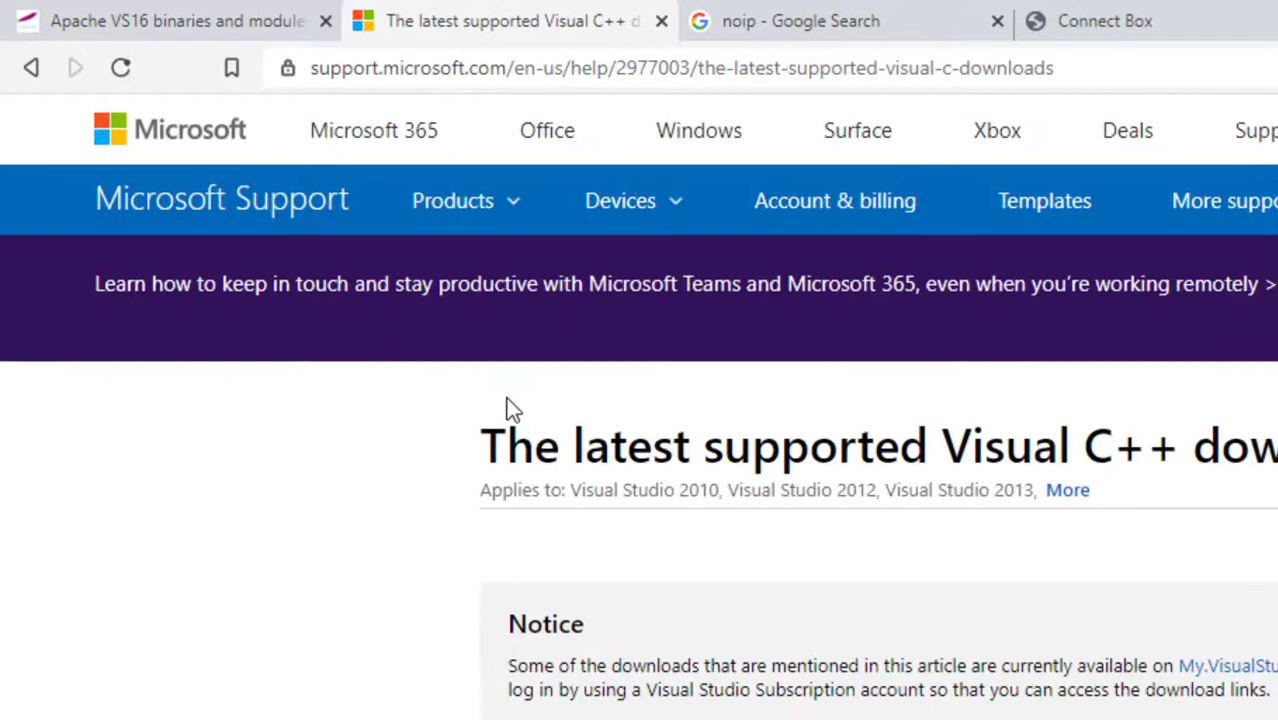 Apache VS16 binaries and module
The latest supported Visual C++ d
noip - Google Search
Connect Box
support.microsoft.com/en-us/help/2977003/the-latest-supported-visual-c-downloads
Microsoft
Microsoft 365
Office
Windows
Surface
Xbox
Deals
Supp
Microsoft Support
Products
Devices
Account & billing
Templates
More suppo
Learn how to keep in touch and stay productive with Microsoft Teams and Microsoft 365, even when you're working remotely >
The latest supported Visual C++ dow
Applies to: Visual Studio 2010, Visual Studio 2012, Visual Studio 2013, More
Notice
Some of the downloads that are mentioned in this article are currently available on My.VisualStu
log in by using a Visual Studio Subscription account so that you can access the download links.